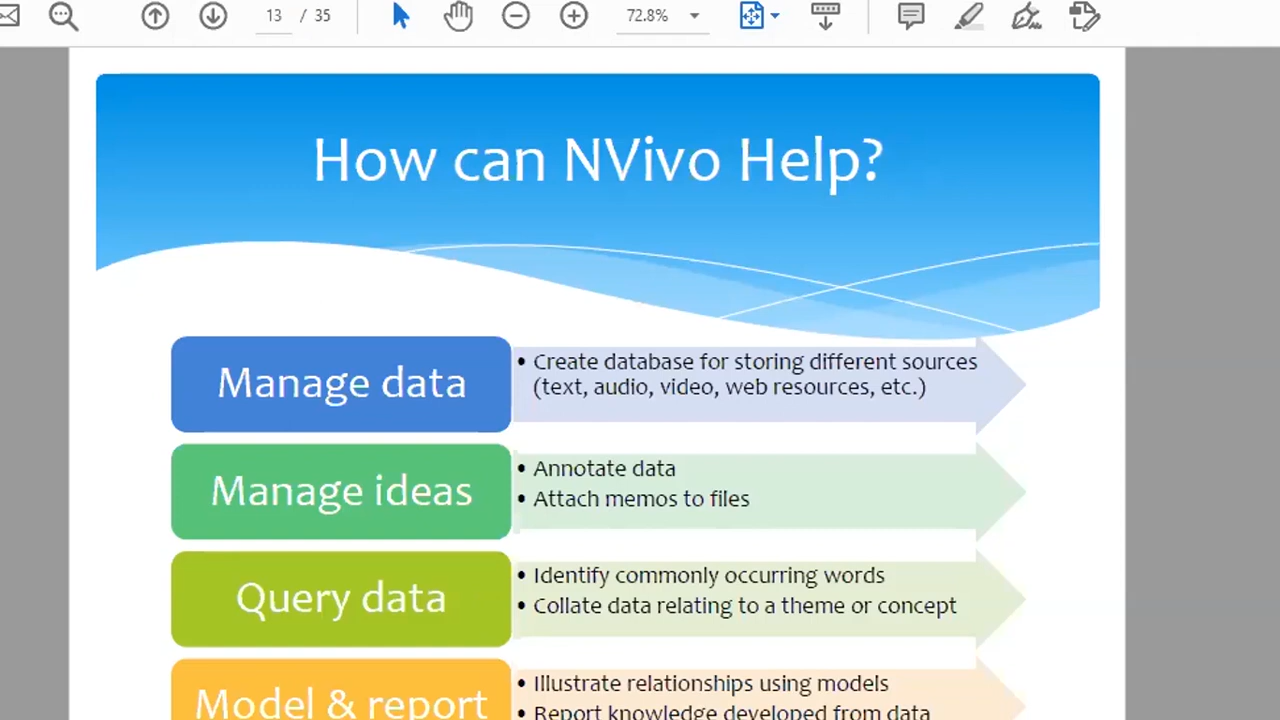 13 / 35
72.8%
How can NVivo Help?
Manage data
• Create database for storing different sources
(text, audio, video, web resources, etc.)
Manage ideas
• Annotate data
• Attach memos to files
Query data
• Identify commonly occurring words
• Collate data relating to a theme or concept
Model & report
• Illustrate relationships using models
• Report knowledge developed from data